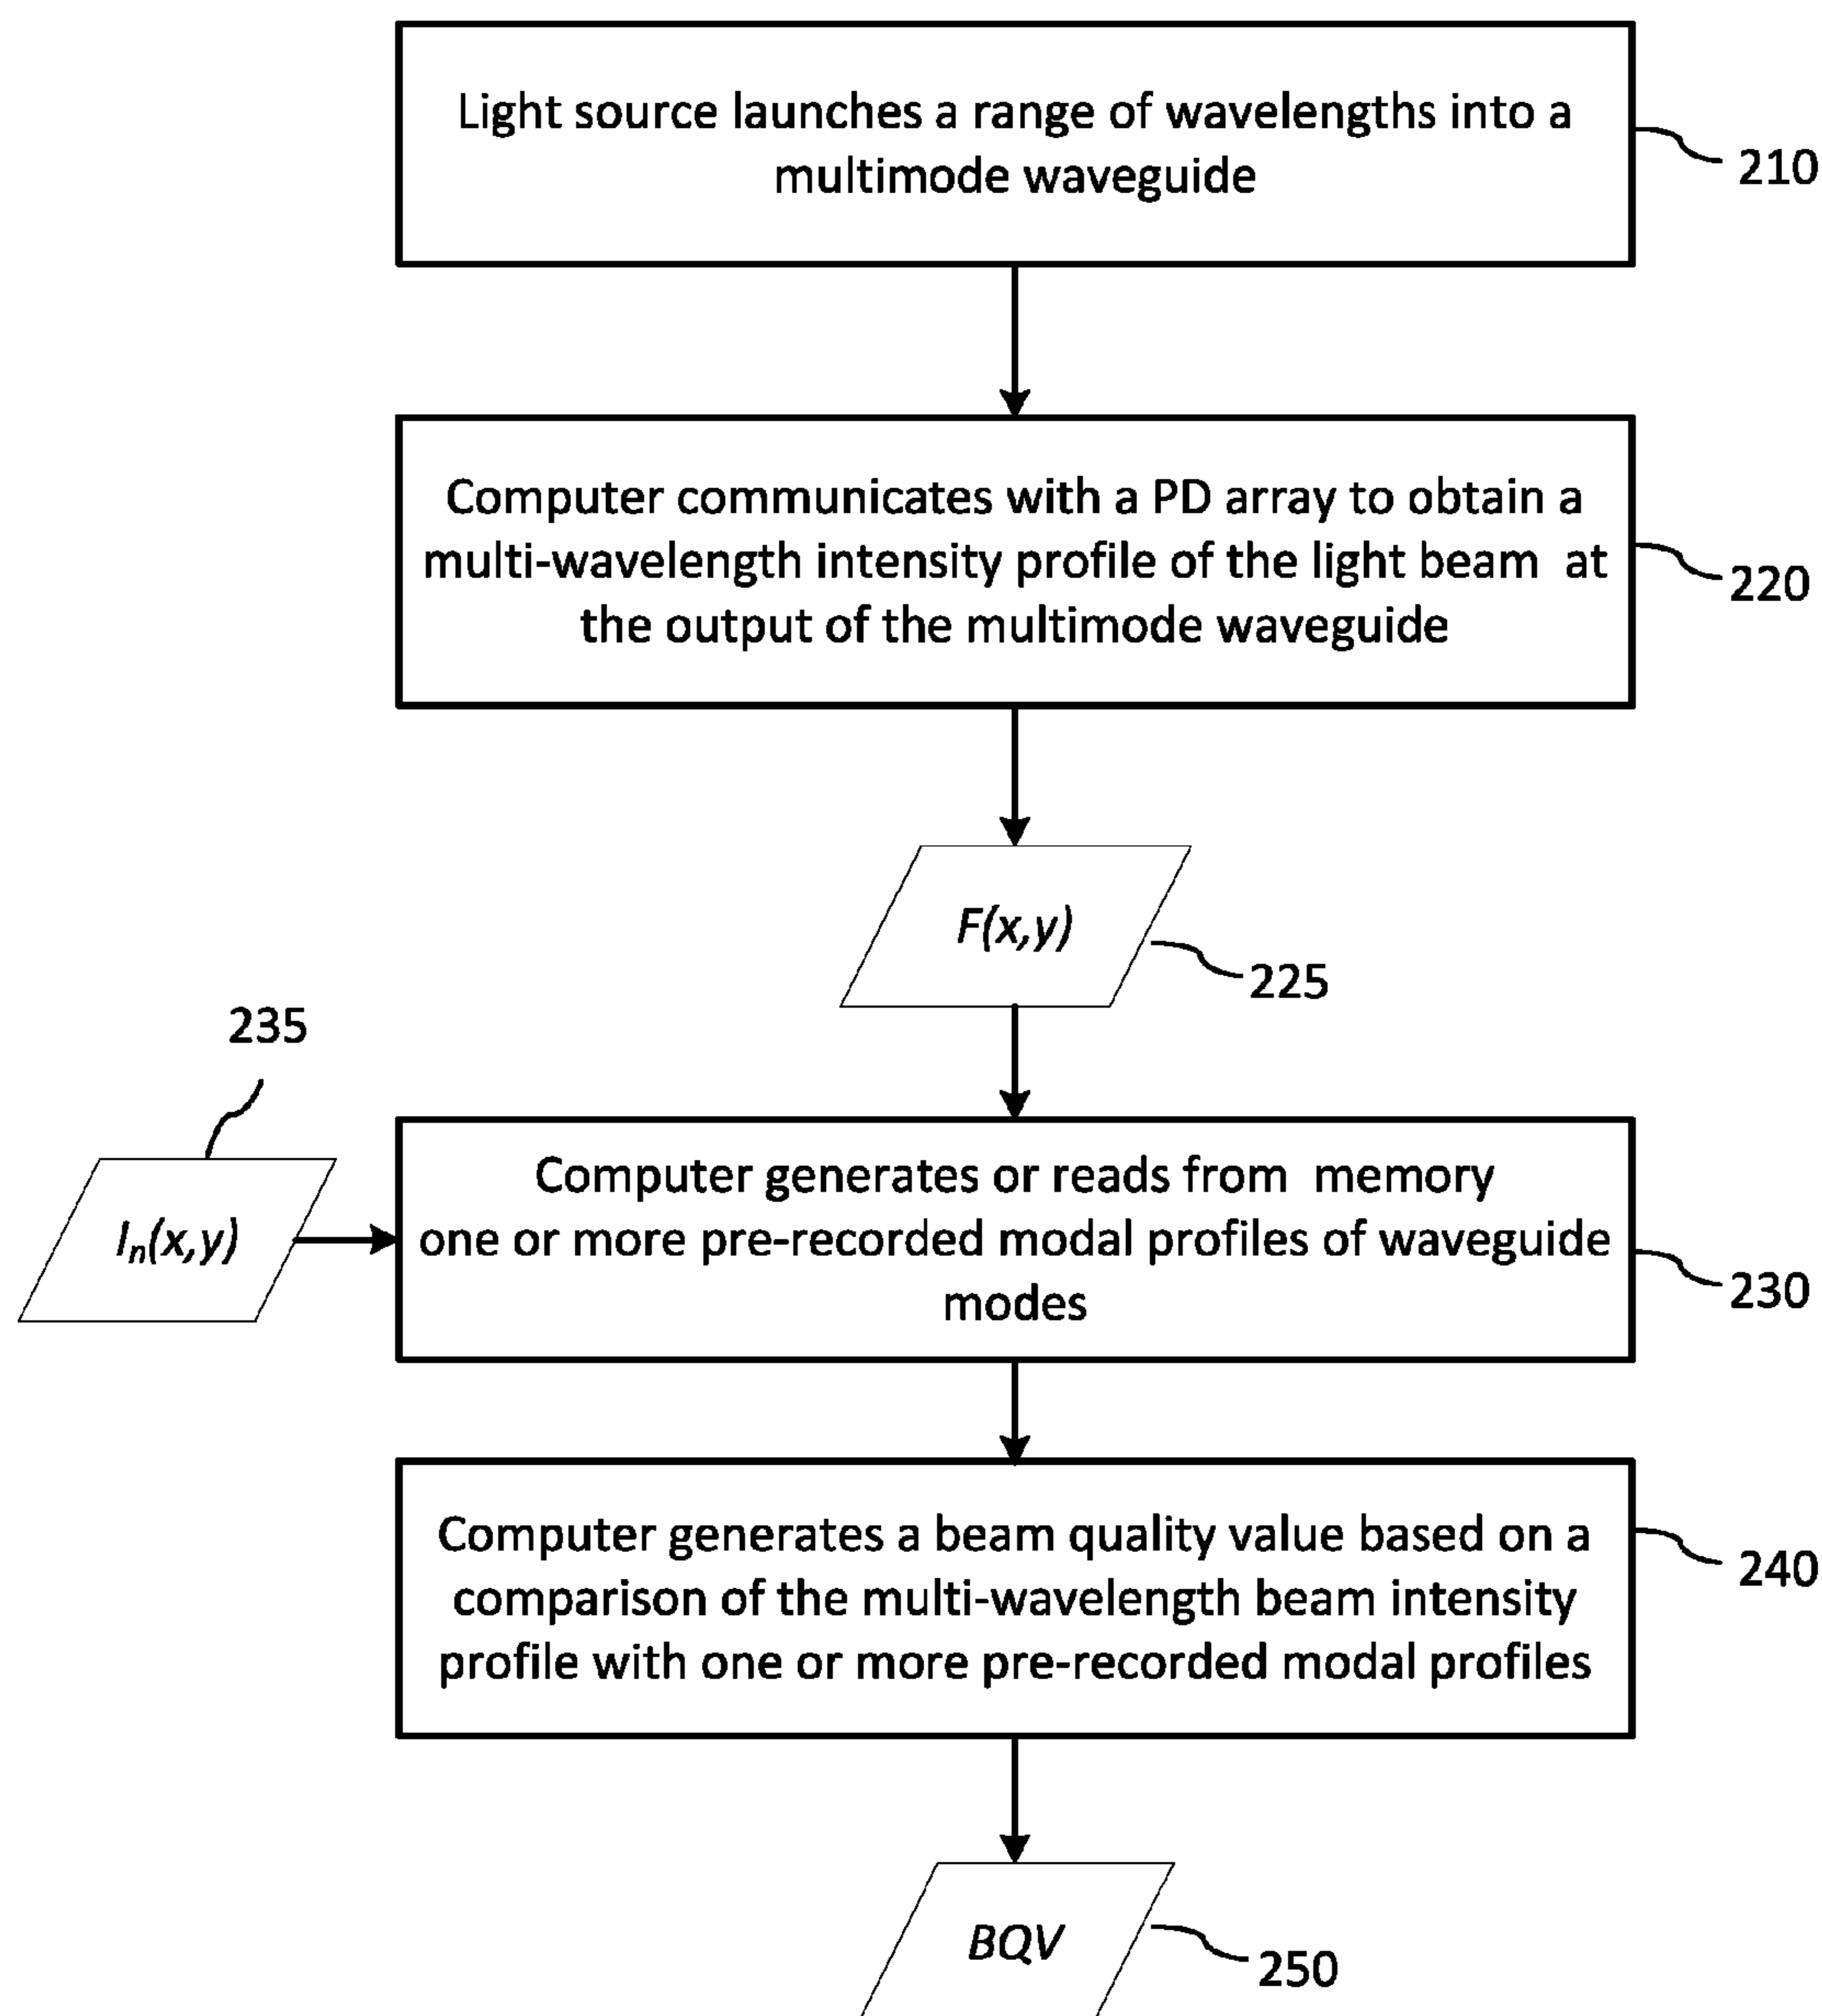 Light source launches a range of wavelengths into a
multimode waveguide
210
Computer communicates with a PD array to obtain a
multi-wavelength intensity profile of the light beam at
the output of the multimode waveguide
220
F(x,y)
225
235
In(x,y)
Computer generates or reads from memory
one or more pre-recorded modal profiles of waveguide
modes
230
Computer generates a beam quality value based on a
comparison of the multi-wavelength beam intensity
profile with one or more pre-recorded modal profiles
240
BQV
250